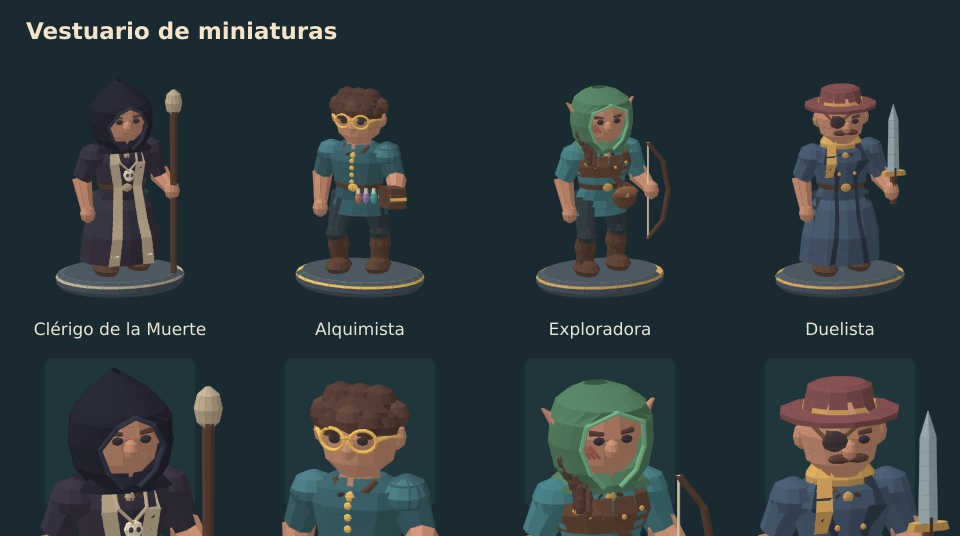 Vestuario de miniaturas
Clérigo de la Muerte
Alquimista
Exploradora
Duelista